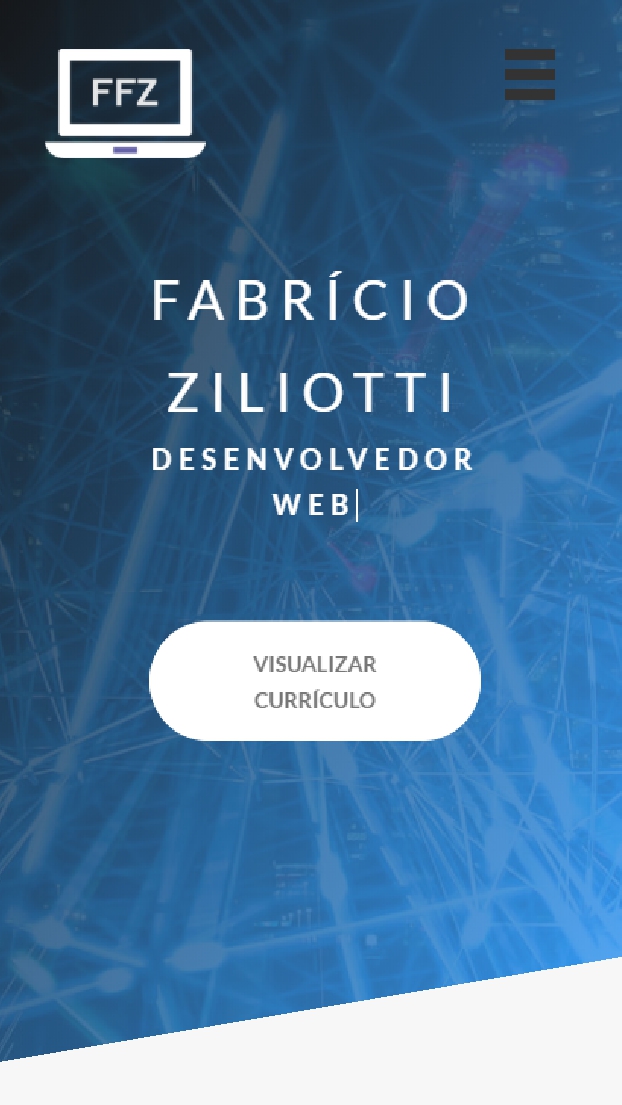 FFZ
FABRÍCIO
ZILIOTTI
DESENVOLVEDOR
WEB
VISUALIZAR
CURRÍCULO